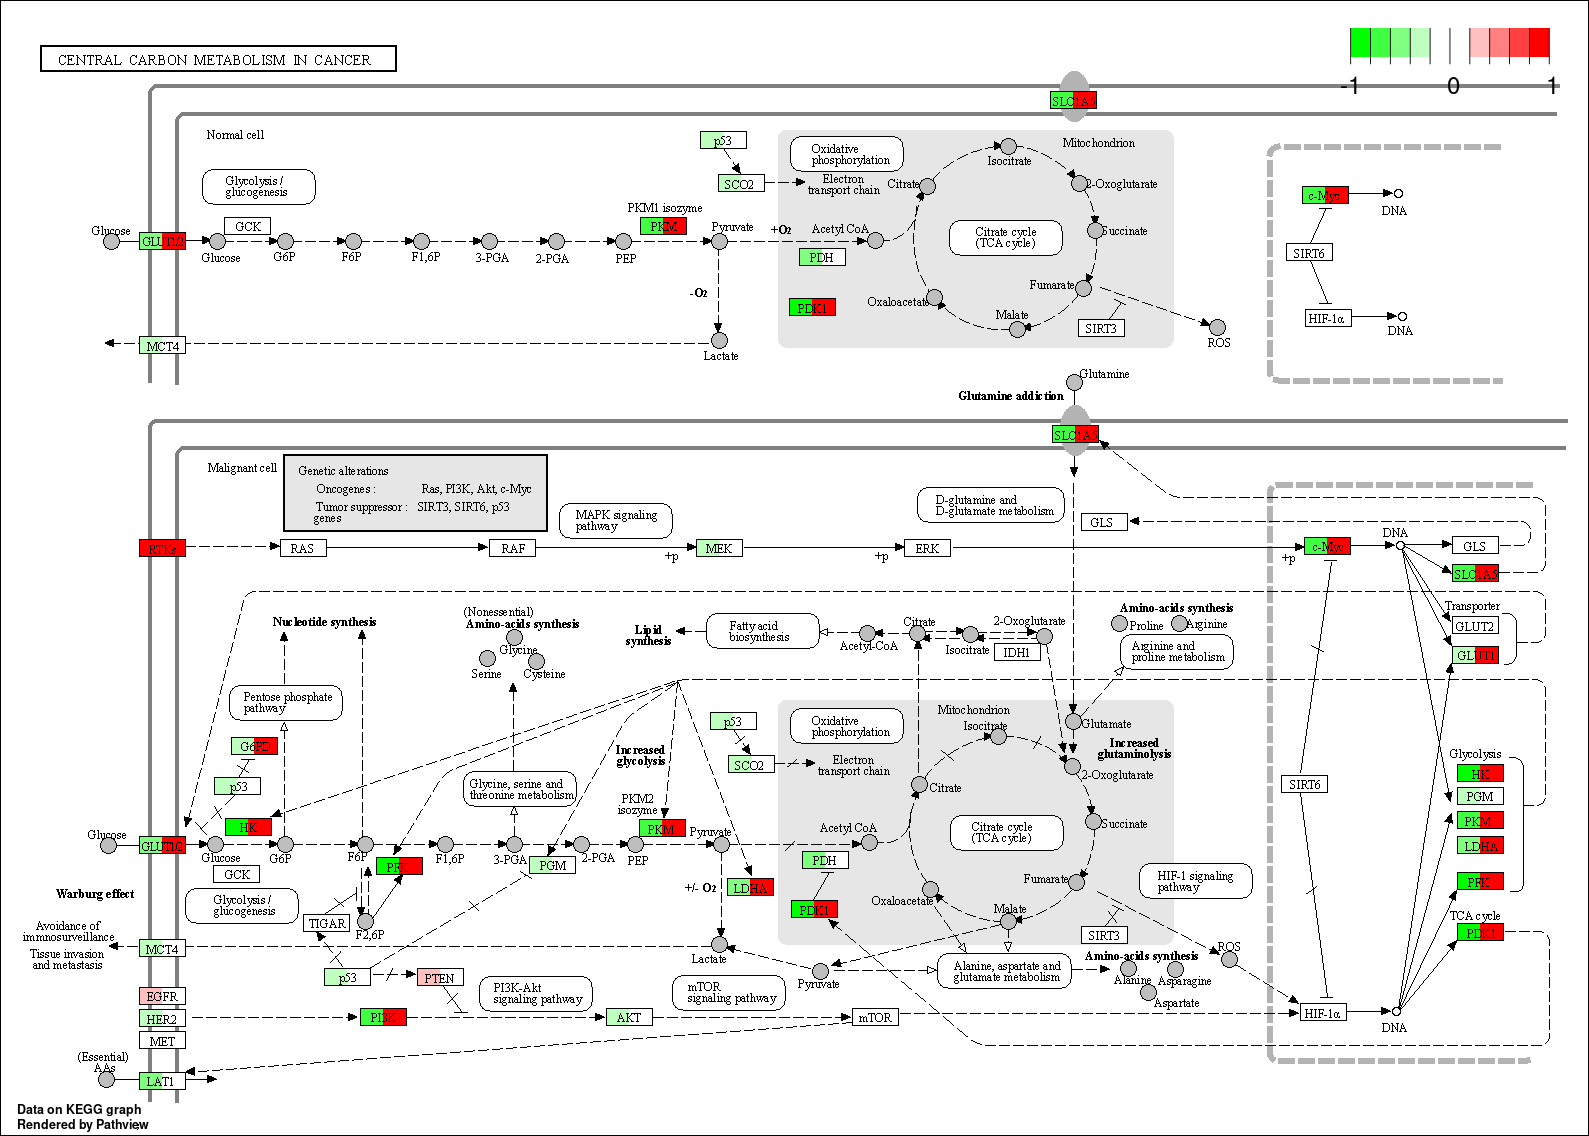 CENTRAL CARBON METABOLISM IN CANCER
-1 0 1
SLC1A5
Normal cell
Glycolysis /
glucogenesis
Glucose
GLUT1/2
GCK
Glucose
G6P
F6P
F1,6P
3-PGA
2-PGA
PEP
PKM1 isozyme
PKM
Pyruvate
-O2
Lactate
MCT4
p53
SCO2
Oxidative
phosphorylation
Electron
transport chain
+O2
Acetyl CoA
PDH
PDK1
Mitochondrion
Citrate
Isocitrate
2-Oxoglutarate
Succinate
Fumarate
Malate
Oxaloacetate
Citrate cycle
(TCA cycle)
SIRT3
ROS
c-Myc
DNA
SIRT6
HIF-1α
DNA
Glutamine
Glutamine addiction
SLC1A5
Malignant cell
Genetic alterations
Oncogenes : Ras, PI3K, Akt, c-Myc
Tumor suppressor : SIRT3, SIRT6, p53
genes
MAPK signaling
pathway
D-glutamine and
D-glutamate metabolism
GLS
RTKs
RAS
RAF
+p
MEK
+p
ERK
+p
c-Myc
DNA
GLS
SLC1A5
Transporter
GLUT2
GLUT1
Nucleotide synthesis
(Nonessential)
Amino-acids synthesis
Glycine
Serine
Cysteine
Lipid
synthesis
Fatty acid
biosynthesis
Acetyl-CoA
Citrate
Isocitrate
2-Oxoglutarate
IDH1
Amino-acids synthesis
Proline
Arginine
Arginine and
proline metabolism
Pentose phosphate
pathway
G6PD
p53
HK
Glucose
GLUT1/2
Glucose
GCK
G6P
F6P
PFK
F1,6P
3-PGA
PGM
2-PGA
PEP
Glycine, serine and
threonine metabolism
Increased
glycolysis
PKM2
isozyme
PKM
Pyruvate
+/- O2
LDHA
Lactate
p53
SCO2
Oxidative
phosphorylation
Electron
transport chain
Mitochondrion
Isocitrate
Glutamate
Increased
glutaminolysis
2-Oxoglutarate
Citrate
Acetyl CoA
PDH
PDK1
Citrate cycle
(TCA cycle)
Succinate
Fumarate
Malate
Oxaloacetate
SIRT3
HIF-1 signaling
pathway
ROS
SIRT6
Glycolysis
HK
PGM
PKM
LDHA
PFK
TCA cycle
PDK1
Warburg effect
Glycolysis /
glucogenesis
Avoidance of
immnosurveillance
Tissue invasion
and metastasis
MCT4
TIGAR
F2,6P
p53
PTEN
PI3K-Akt
signaling pathway
mTOR
signaling pathway
Pyruvate
Alanine, aspartate and
glutamate metabolism
Amino-acids synthesis
Alanine
Asparagine
Aspartate
EGFR
HER2
MET
PI3K
AKT
mTOR
HIF-1α
DNA
(Essential)
AAs
LAT1
Data on KEGG graph
Rendered by Pathview